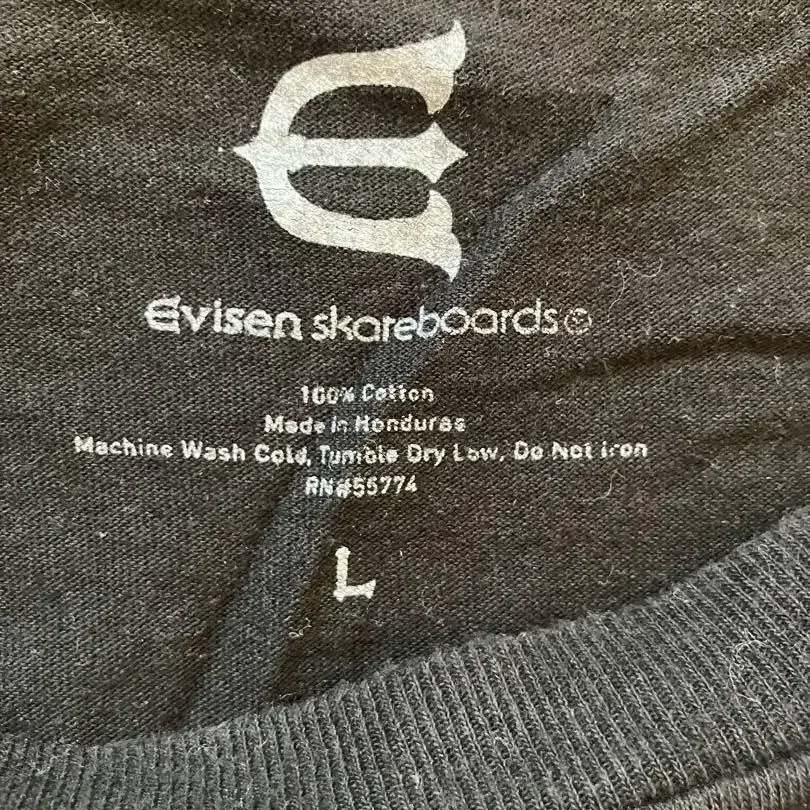 E
Evisen skateboards©
100% Cotton
Made in Honduras
Machine Wash Cold, Tumble Dry Low, Do Not Iron
RN#55774
L